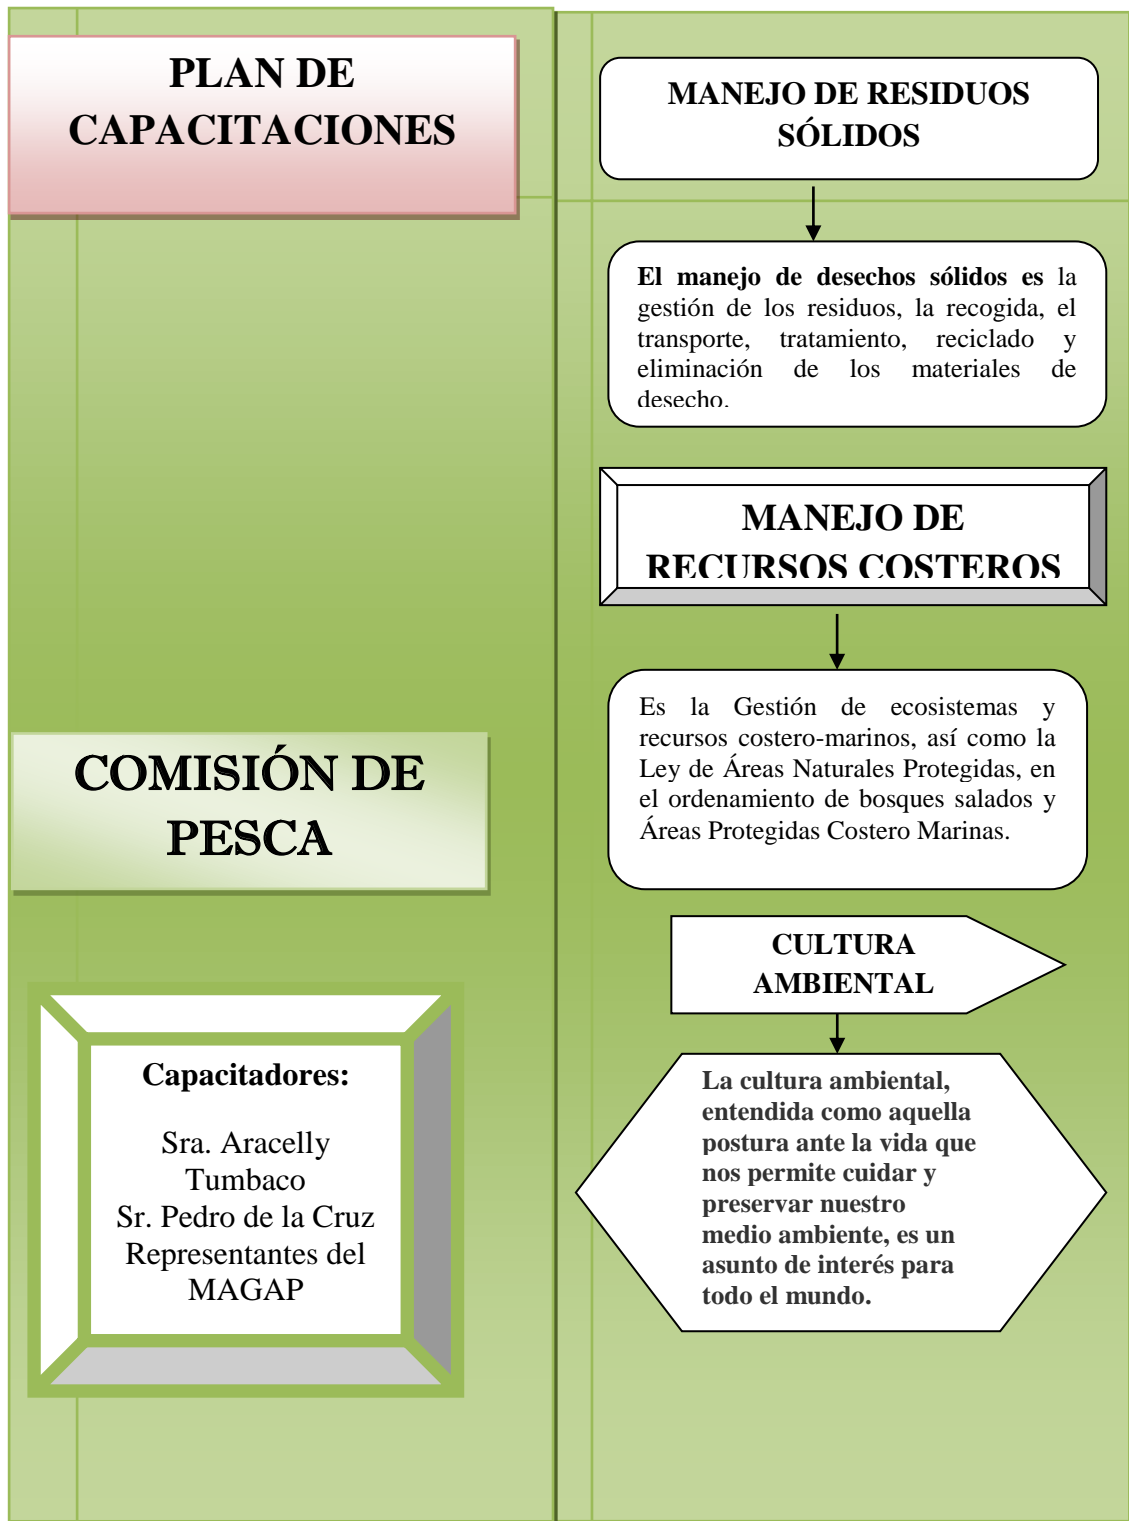 PLAN DE
CAPACITACIONES
COMISIÓN DE
PESCA
Capacitadores:
Sra. Aracelly
Tumbaco
Sr. Pedro de la Cruz
Representantes del
MAGAP
MANEJO DE RESIDUOS
SÓLIDOS
El manejo de desechos sólidos es la
gestión de los residuos, la recogida, el
transporte, tratamiento, reciclado y
eliminación de los materiales de
desecho.
MANEJO DE
RECURSOS COSTEROS
Es la Gestión de ecosistemas y
recursos costero-marinos, así como la
Ley de Áreas Naturales Protegidas, en
el ordenamiento de bosques salados y
Áreas Protegidas Costero Marinas.
CULTURA
AMBIENTAL
La cultura ambiental,
entendida como aquella
postura ante la vida que
nos permite cuidar y
preservar nuestro
medio ambiente, es un
asunto de interés para
todo el mundo.